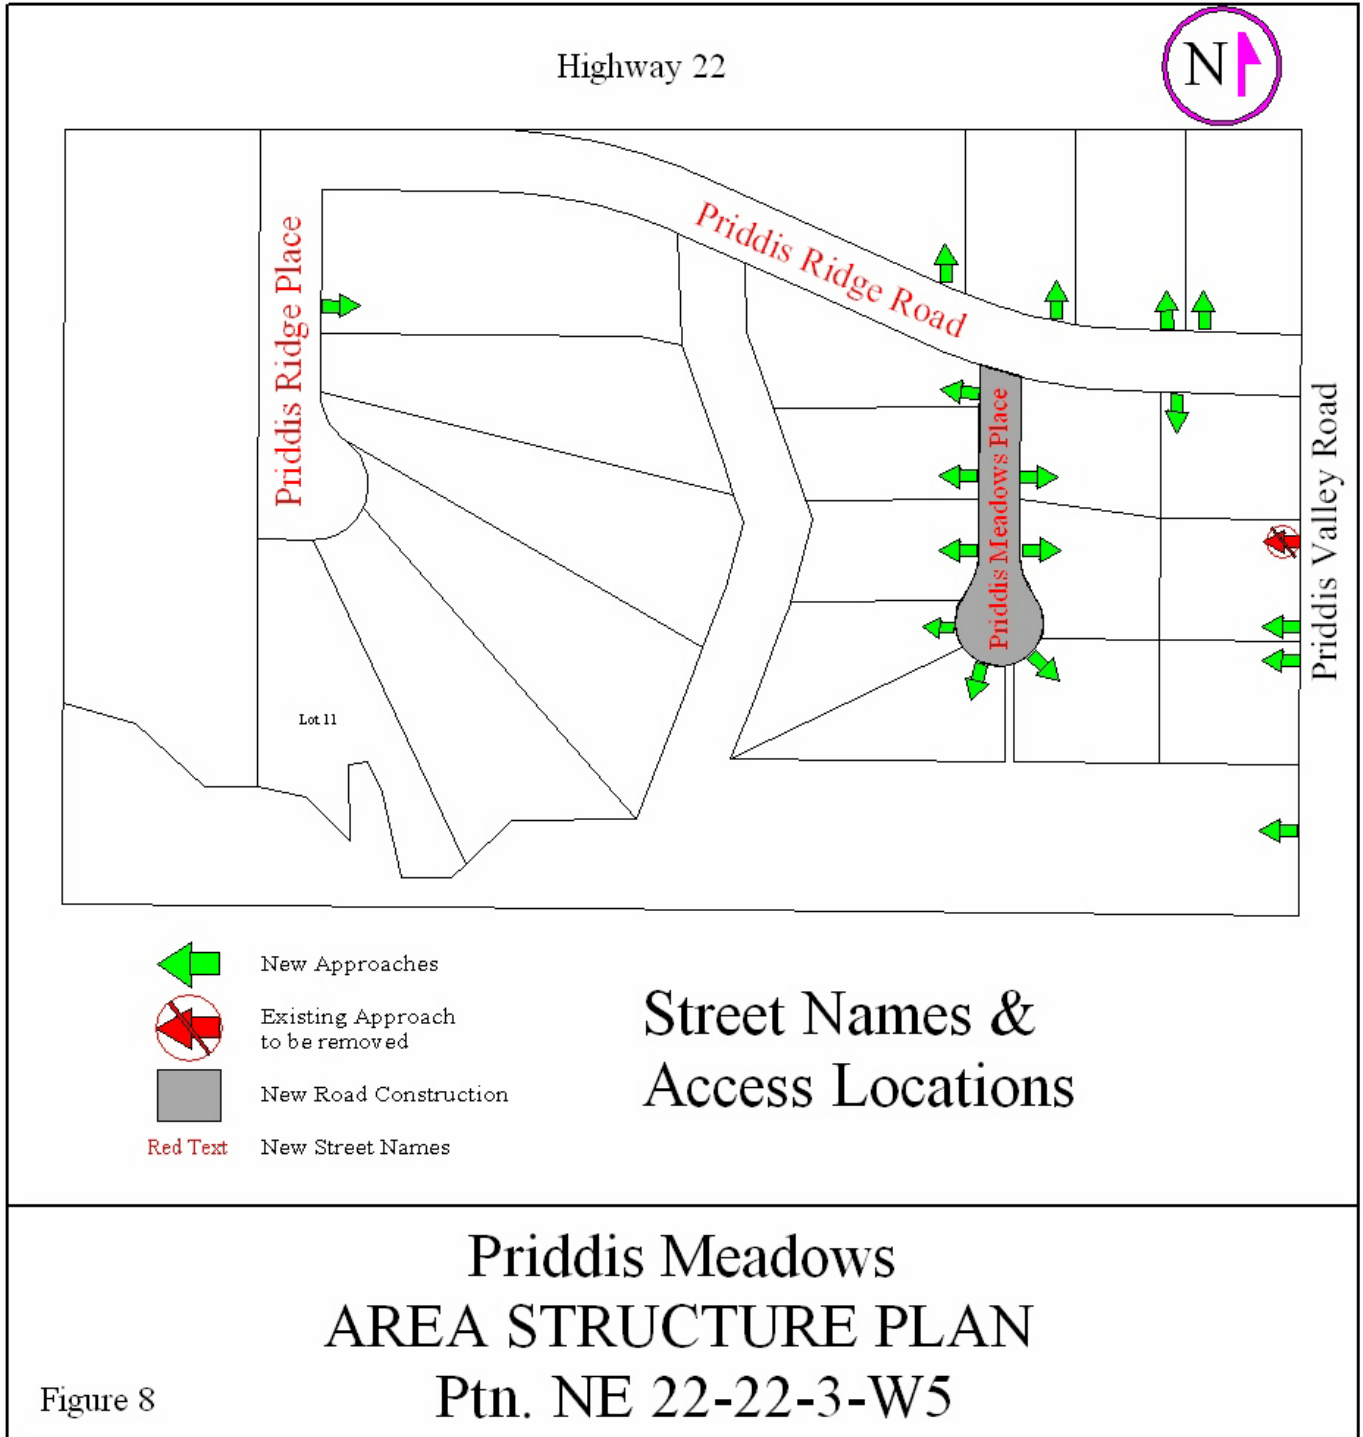 Highway 22
N
Priddis Ridge Place
Priddis Ridge Road
Priddis Meadows Place
Priddis Valley Road
Lot 11
New Approaches
Existing Approach
to be removed
New Road Construction
Red Text New Street Names
Street Names &
Access Locations
Priddis Meadows
AREA STRUCTURE PLAN
Ptn. NE 22-22-3-W5
Figure 8